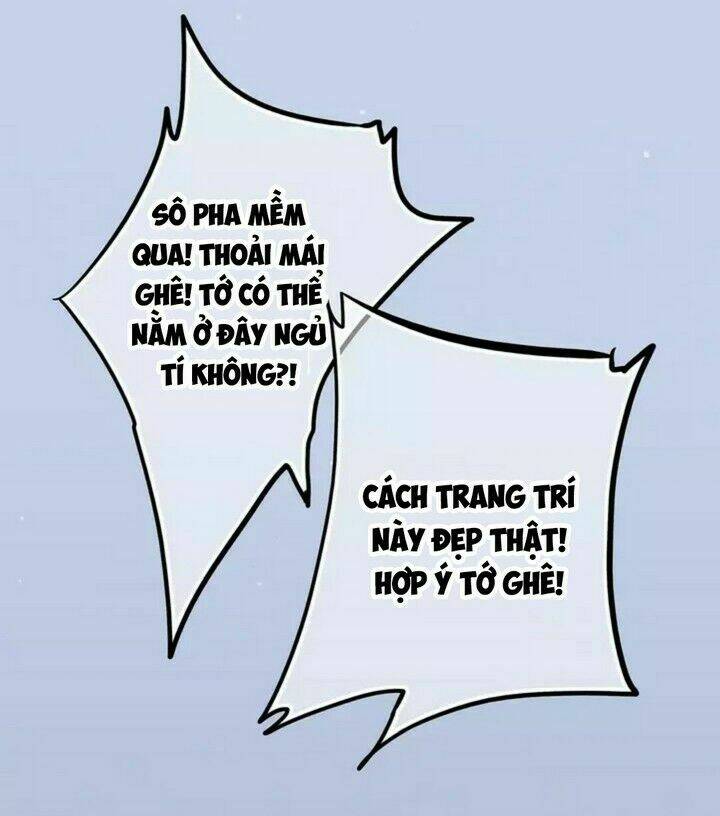 SÔ PHA MỀM
QUA! THOẢI MÁI
GHÊ! TỚ CÓ THỂ
NẰM Ở ĐÂY NGỦ
TÍ KHÔNG?!
CÁCH TRANG TRÍ
NÀY ĐẸP THẬT!
HỢP Ý TỚ GHÊ!